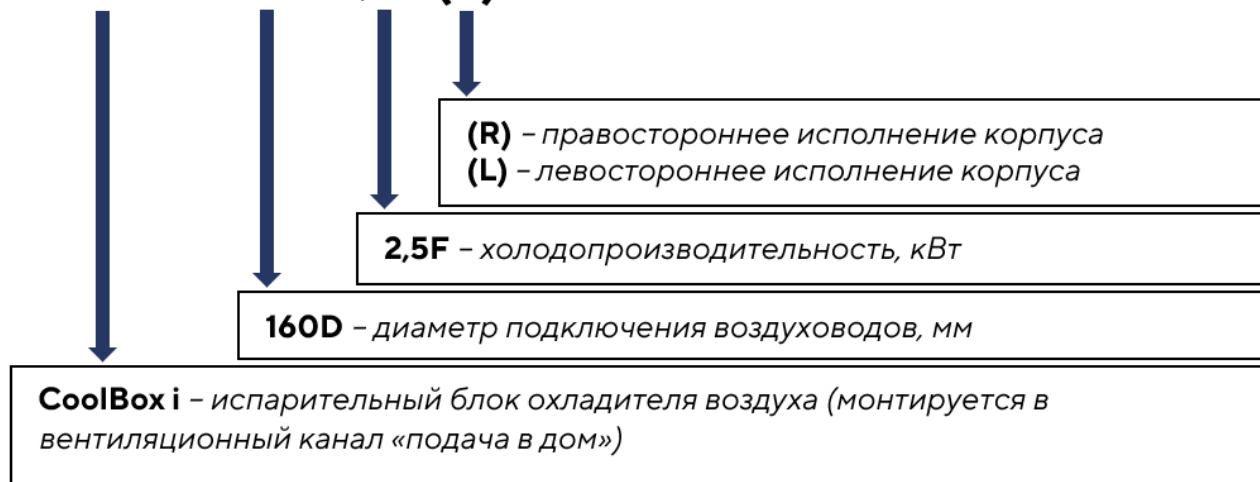 (R) – правостороннее исполнение корпуса
(L) – левостороннее исполнение корпуса
2,5F – холодопроизводительность, кВт
160D – диаметр подключения воздуховодов, мм
CoolBox i – испарительный блок охладителя воздуха (монтируется в
вентиляционный канал «подача в дом»)